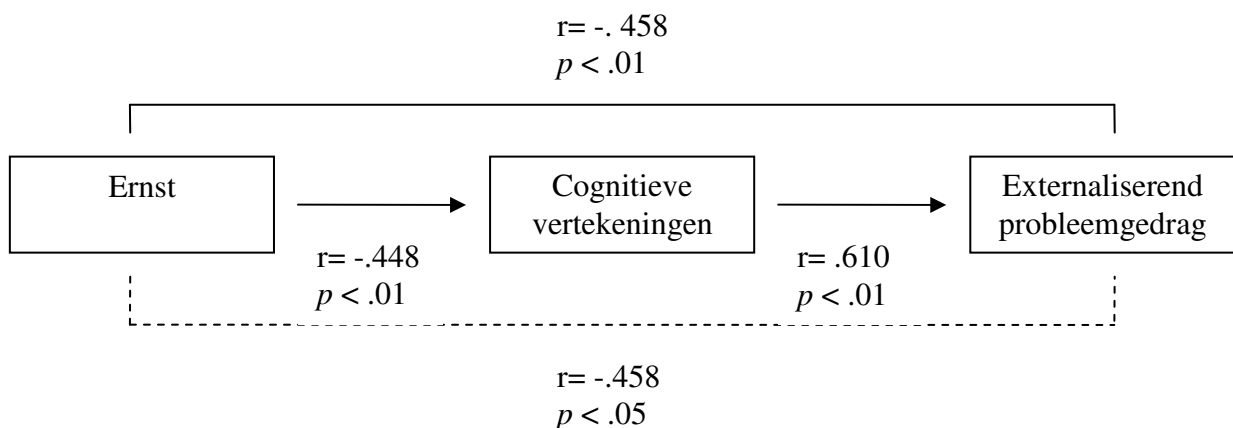 r= -. 458
p < .01
Ernst
Cognitieve
vertekeningen
Externaliserend
probleemgedrag
r= -.448
p < .01
r= .610
p < .01
r= -.458
p < .05